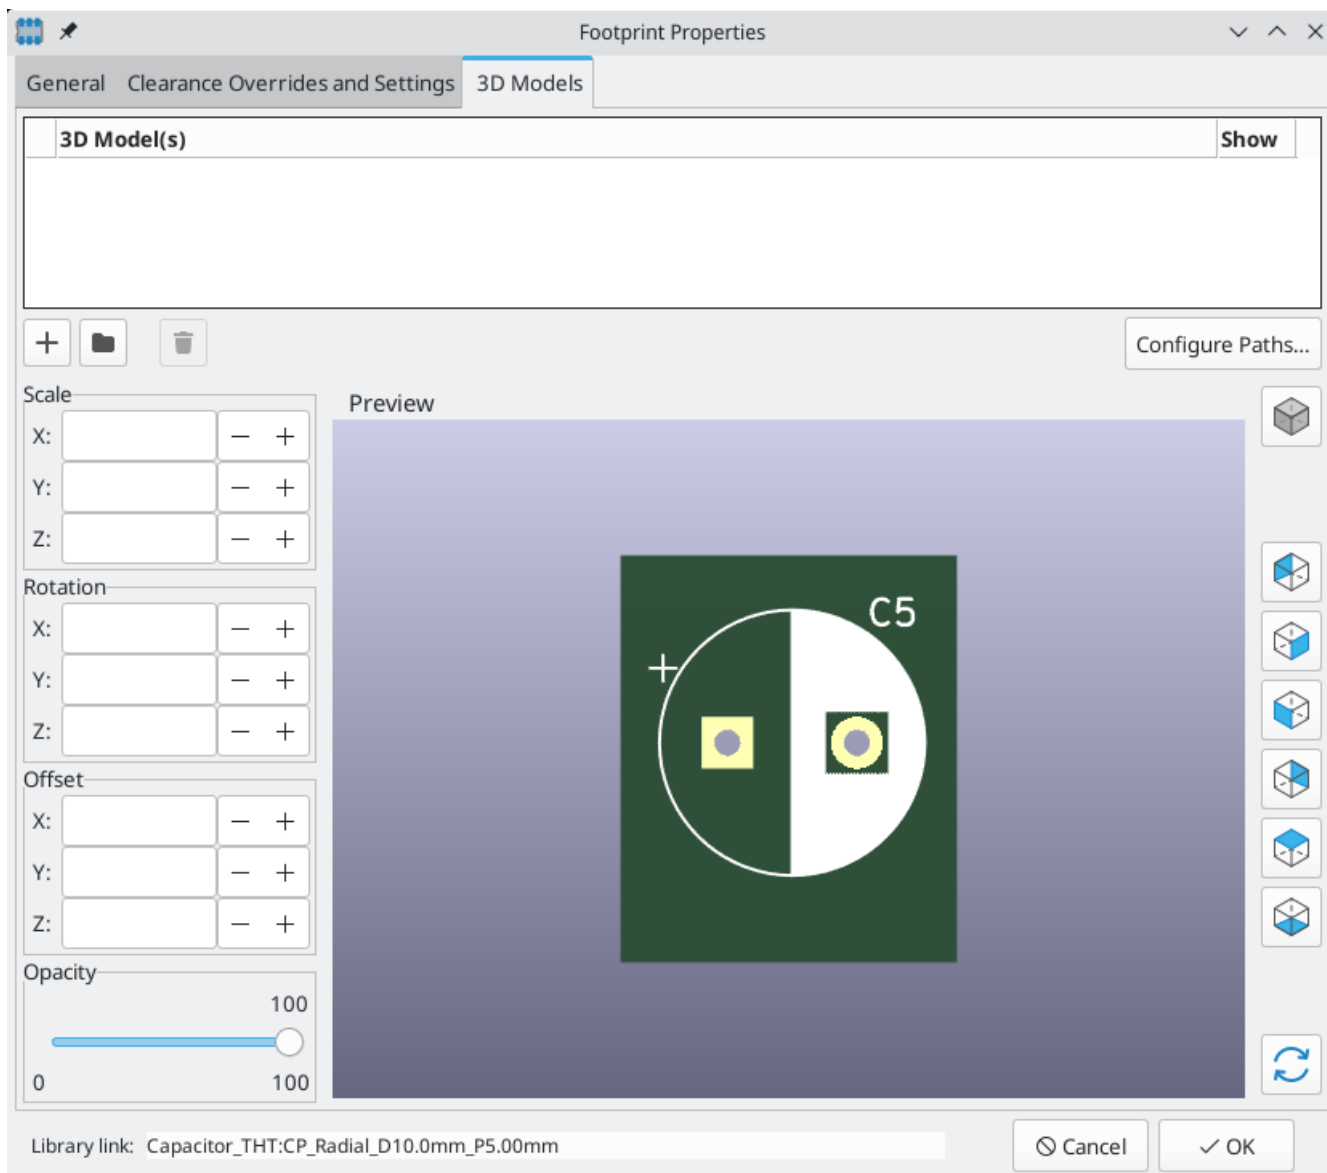 Footprint Properties
General Clearance Overrides and Settings 3D Models
3D Model(s) Show
Configure Paths...
Scale
X:
Y:
Z:
Rotation
X:
Y:
Z:
Offset
X:
Y:
Z:
Opacity
100
0 100
Preview
C5
+
Library link: Capacitor_THT:CP_Radial_D10.0mm_P5.00mm
Cancel OK